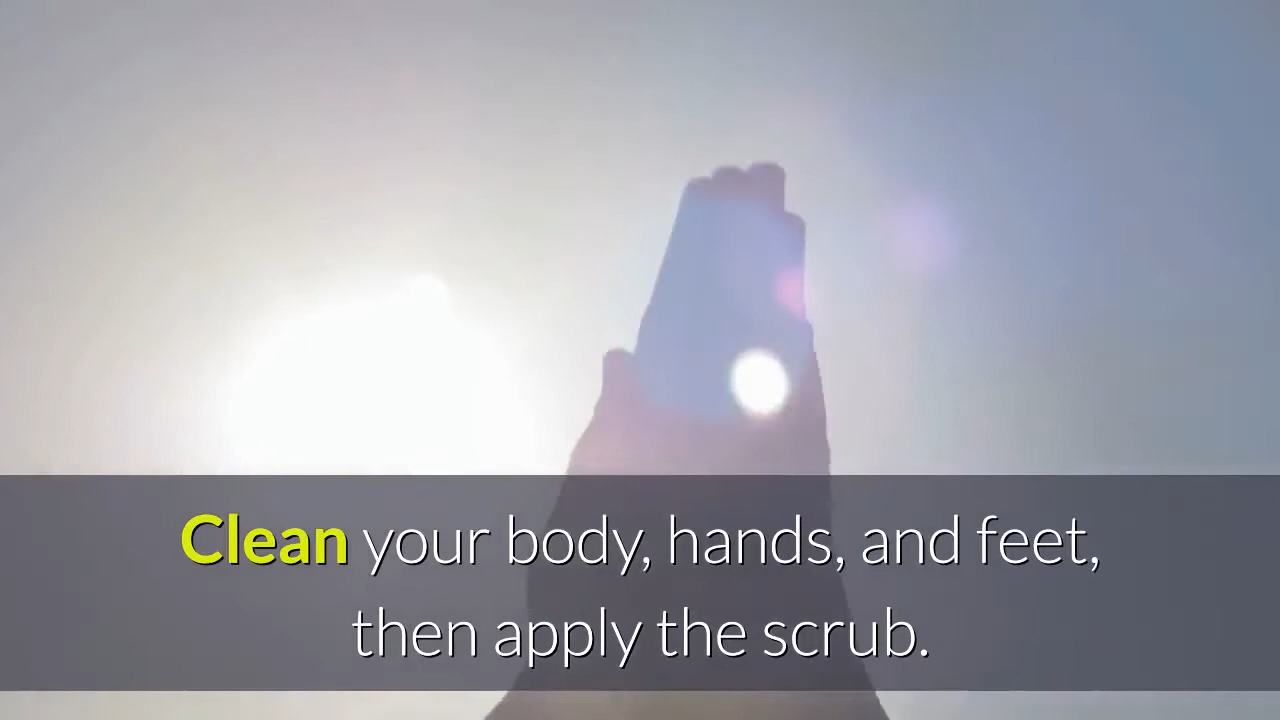 Clean your body, hands, and feet,
then apply the scrub.